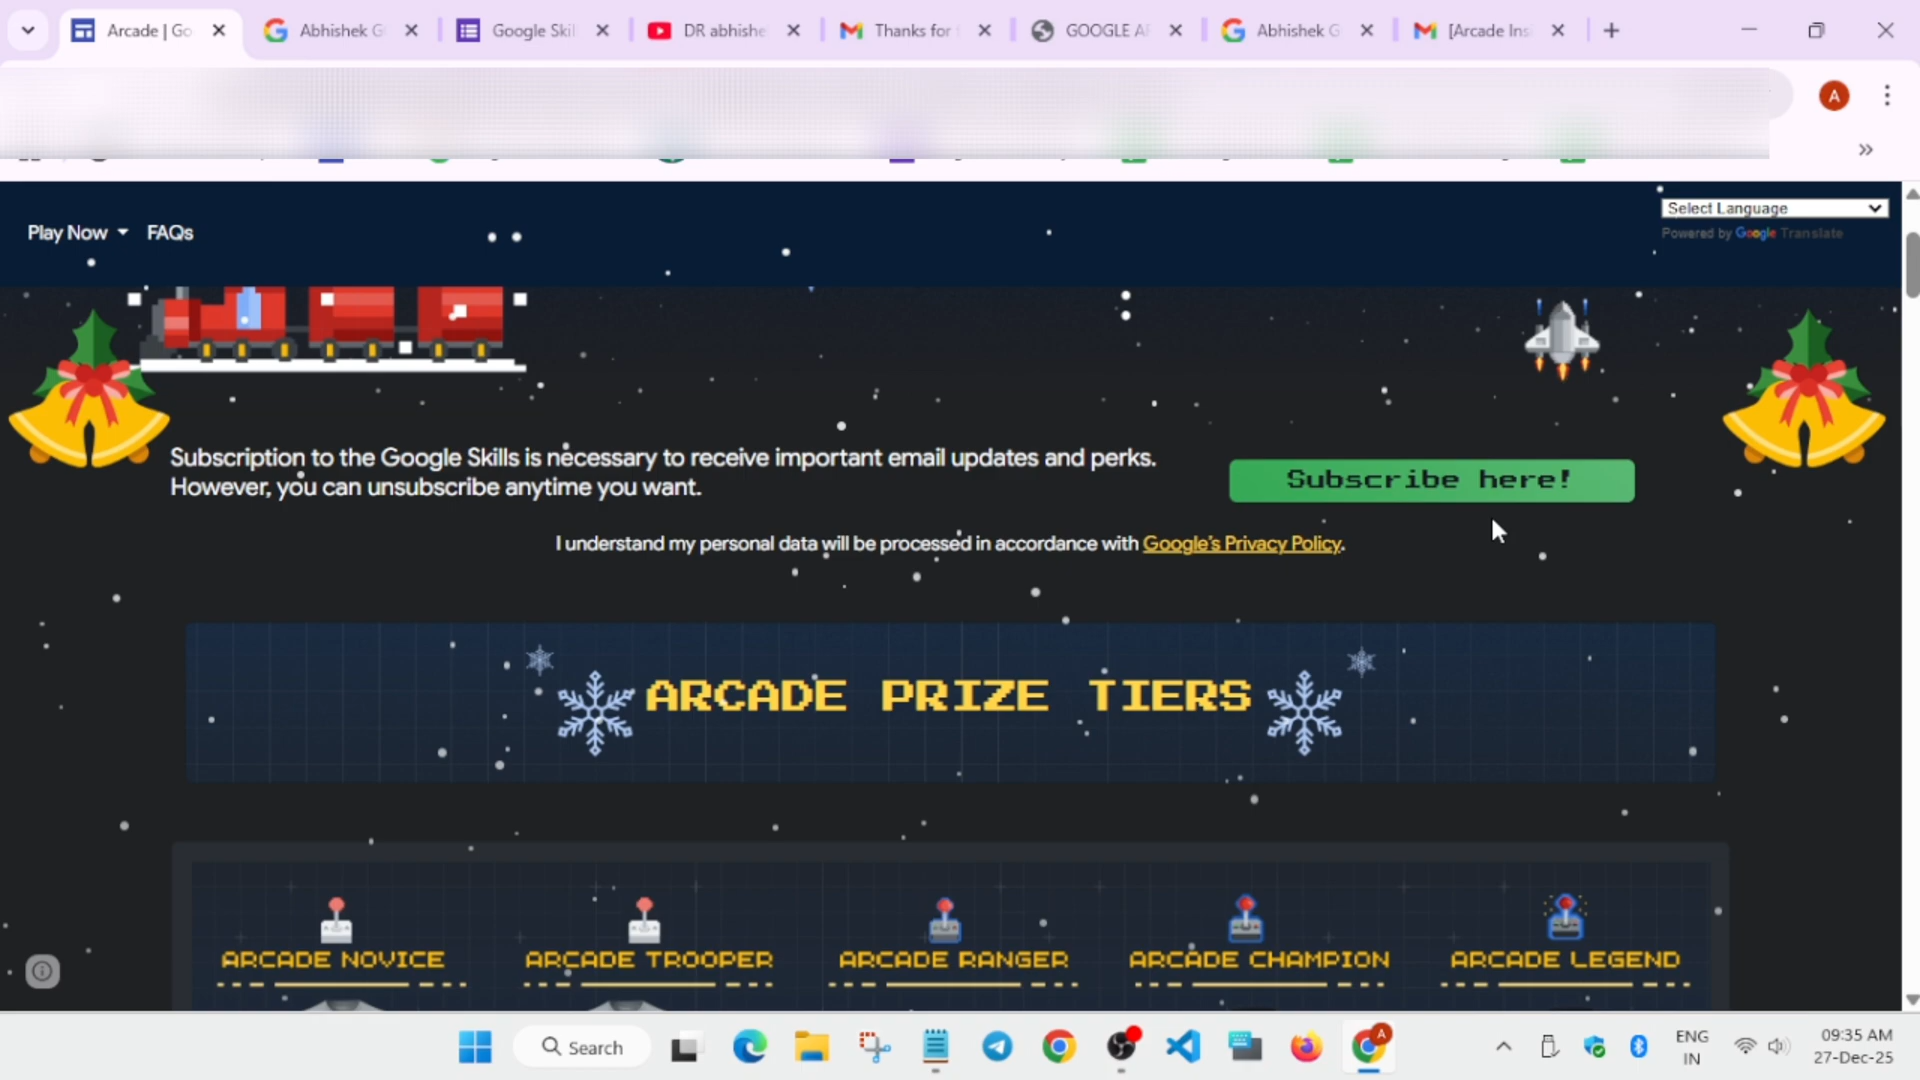 Arcade | Go
Abhishek G
Google Skil
DR abhishe
Thanks for
GOOGLE A
Abhishek G
[Arcade Ins
A
Play Now
FAQs
Select Language
Powered by Google Translate
Subscription to the Google Skills is necessary to receive important email updates and perks.
However, you can unsubscribe anytime you want.
Subscribe here!
I understand my personal data will be processed in accordance with Google's Privacy Policy.
ARCADE PRIZE TIERS
ARCADE NOVICE
ARCADE TROOPER
ARCADE RANGER
ARCADE CHAMPION
ARCADE LEGEND
Search
A
ENG
IN
09:35 AM
27-Dec-25